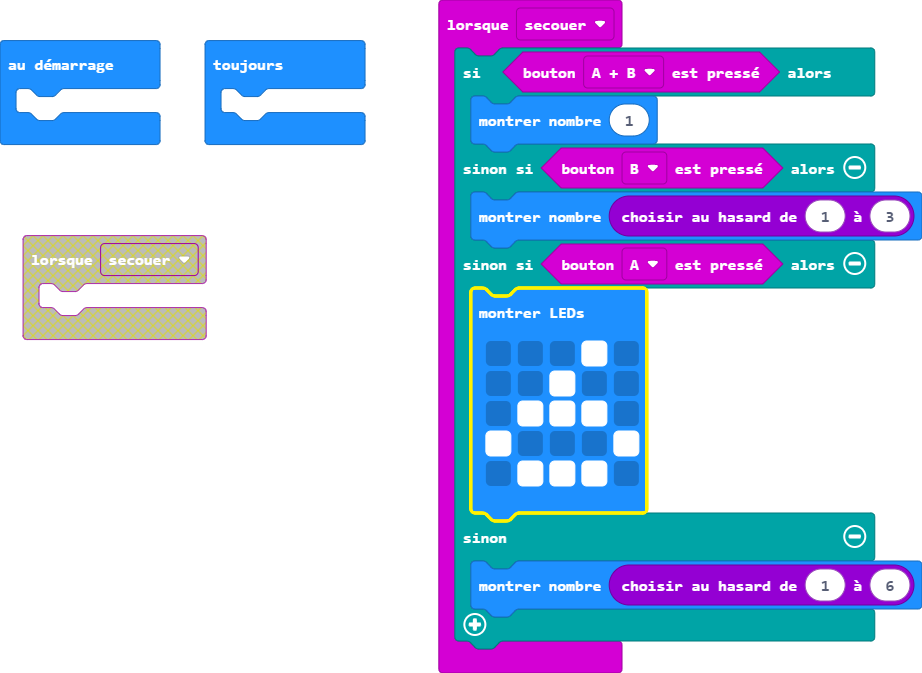 au démarrage
toujours
lorsque secouer
lorsque secouer
si bouton A + B est pressé alors
montrer nombre 1
sinon si bouton B est pressé alors
montrer nombre choisir au hasard de 1 à 3
sinon si bouton A est pressé alors
montrer LEDs
sinon
montrer nombre choisir au hasard de 1 à 6